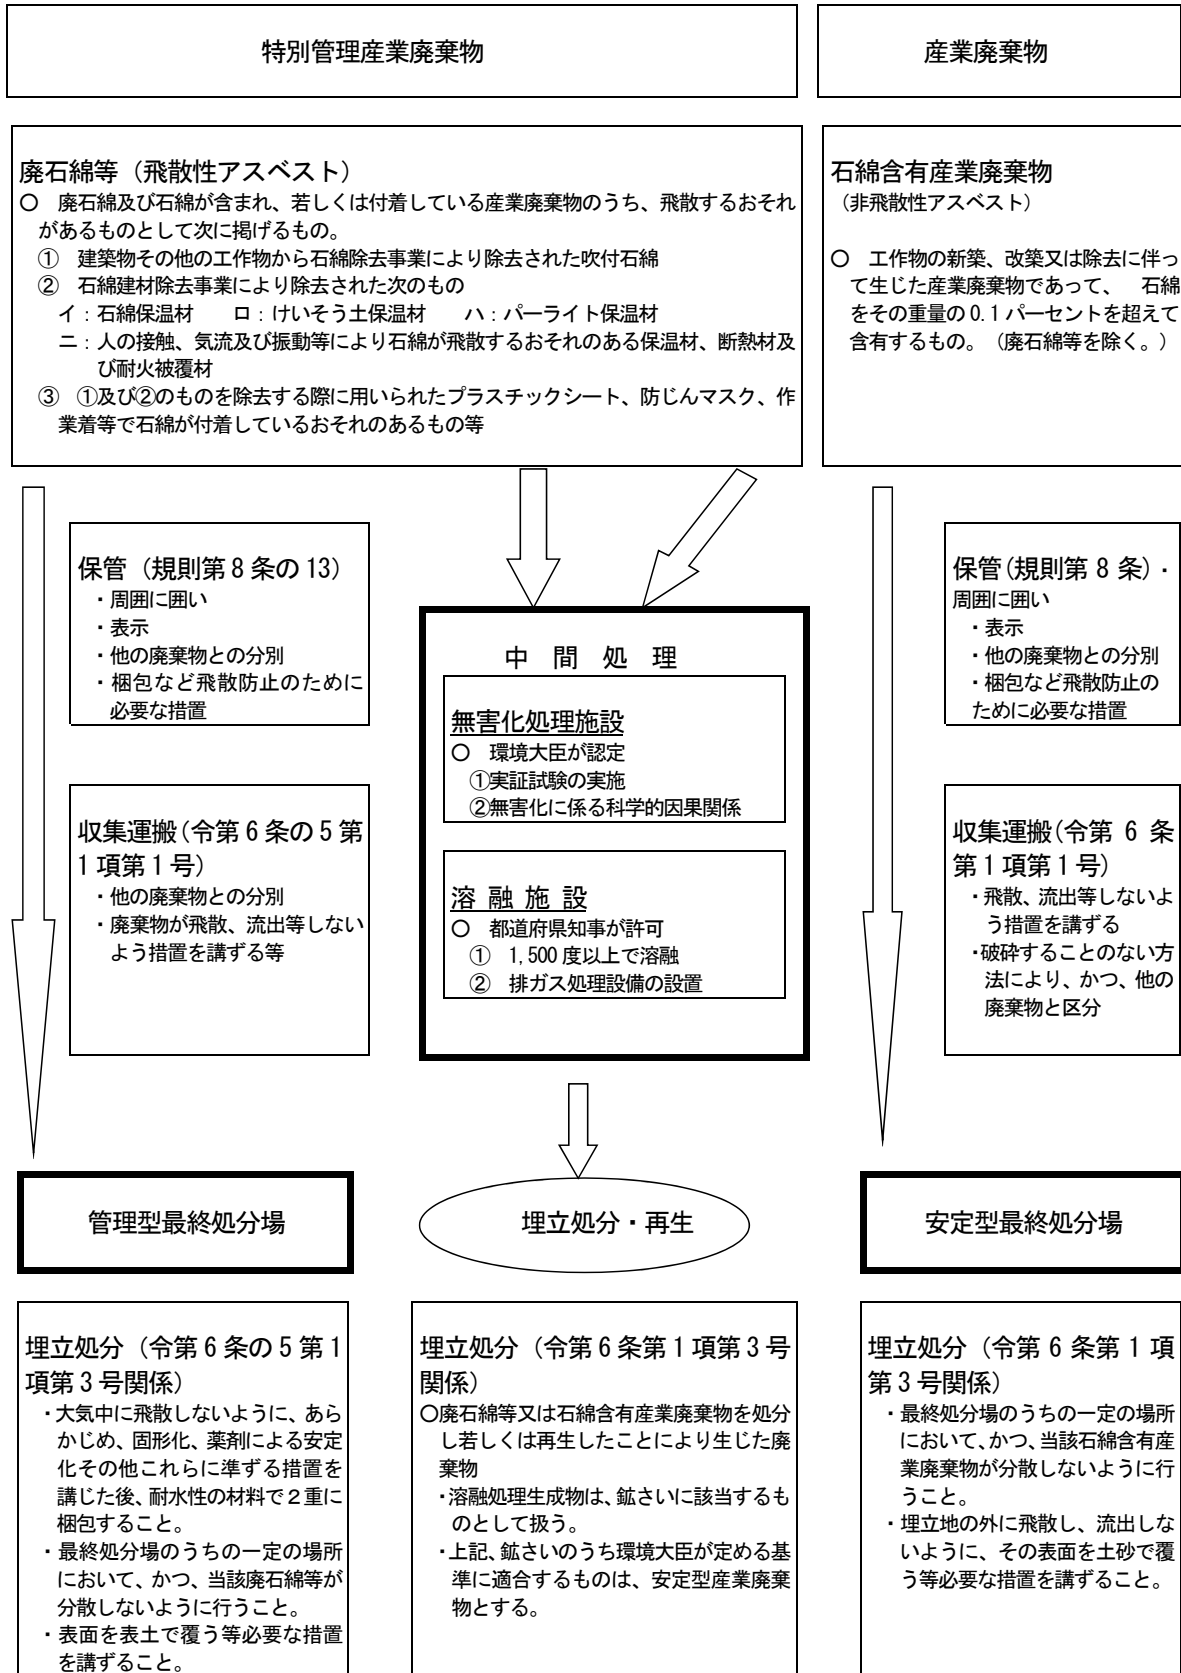 特別管理産業廃棄物
産業廃棄物
廃石綿等（飛散性アスベスト）
○　廃石綿及び石綿が含まれ、若しくは付着している産業廃棄物のうち、飛散するおそれ
があるものとして次に掲げるもの。
①　建築物その他の工作物から石綿除去事業により除去された吹付石綿
②　石綿建材除去事業により除去された次のもの
イ：石綿保温材　　ロ：けいそう土保温材　　ハ：パーライト保温材
ニ：人の接触、気流及び振動等により石綿が飛散するおそれのある保温材、断熱材及
び耐火被覆材
③　①及び②のものを除去する際に用いられたプラスチックシート、防じんマスク、作
業着等で石綿が付着しているおそれのあるもの等
石綿含有産業廃棄物
（非飛散性アスベスト）
○　工作物の新築、改築又は除去に伴っ
て生じた産業廃棄物であって、　石綿
をその重量の0.1パーセントを超えて
含有するもの。（廃石綿等を除く。）
保管（規則第8条の13）
・周囲に囲い
・表示
・他の廃棄物との分別
・梱包など飛散防止のために
必要な措置
収集運搬（令第6条の5第
1項第1号）
・他の廃棄物との分別
・廃棄物が飛散、流出等しない
よう措置を講ずる等
中　間　処　理
無害化処理施設
○　環境大臣が認定
①実証試験の実施
②無害化に係る科学的因果関係
溶 融 施 設
○　都道府県知事が許可
①　1,500度以上で溶融
②　排ガス処理設備の設置
保管（規則第 8 条）・
周囲に囲い
・表示
・他の廃棄物との分別
・梱包など飛散防止の
ために必要な措置
収集運搬（令第 6 条
第1項第1号）
・飛散、流出等しないよ
う措置を講ずる
・破砕することのない方
法により、かつ、他の
廃棄物と区分
管理型最終処分場
埋立処分・再生
安定型最終処分場
埋立処分（令第6条の5第1
項第3号関係）
・大気中に飛散しないように、あら
かじめ、固形化、薬剤による安定
化その他これらに準ずる措置を
講じた後、耐水性の材料で２重に
梱包すること。
・最終処分場のうちの一定の場所
において、かつ、当該廃石綿等が
分散しないように行うこと。
・表面を表土で覆う等必要な措置
を講ずること。
埋立処分（令第6条第1項第3号
関係）
○廃石綿等又は石綿含有産業廃棄物を処分
し若しくは再生したことにより生じた廃
棄物
・溶融処理生成物は、鉱さいに該当するも
のとして扱う。
・上記、鉱さいのうち環境大臣が定める基
準に適合するものは、安定型産業廃棄
物とする。
埋立処分（令第 6 条第 1 項
第3号関係）
・最終処分場のうちの一定の場所
において、かつ、当該石綿含有産
業廃棄物が分散しないように行
うこと。
・埋立地の外に飛散し、流出しな
いように、その表面を土砂で覆
う等必要な措置を講ずること。